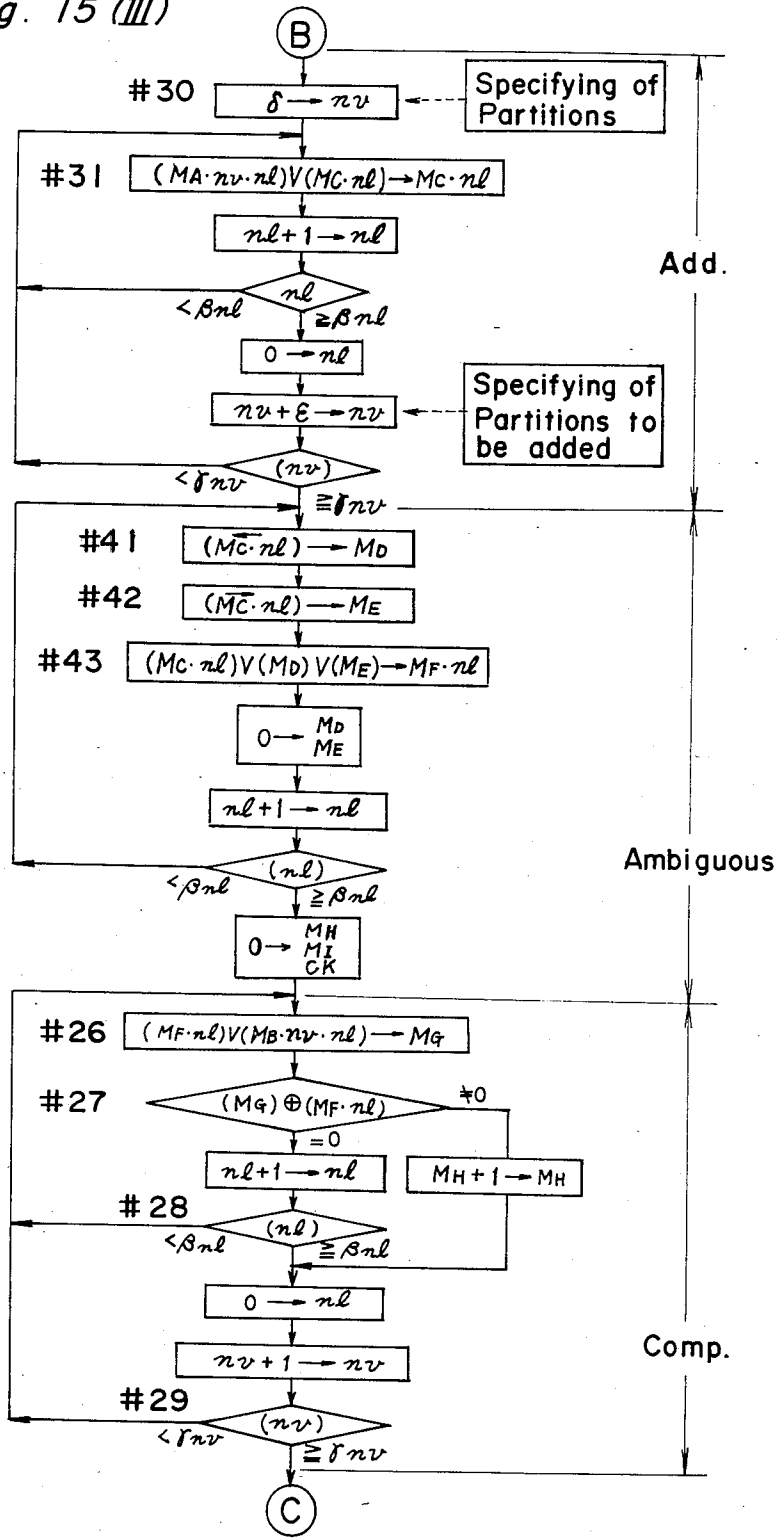 g. 15 (III)
B
#30
δ → nv
Specifying of
Partitions
#31
(MA·nv·nl)V(MC·nl)→Mc·nl
nl+1→nl
Add.
nl
<βnl
≧βnl
0→nl
nv+ε→nv
Specifying of
Partitions to
be added
(nv)
<γnv
≧γnv
#41
(M⃖C·nl)→MD
#42
(M⃗C·nl)→ME
#43
(Mc·nl)V(MD)V(ME)→MF·nl
0→ MD
ME
nl+1→nl
(nl)
<βnl
≧βnl
Ambiguous
0→ MH
MI
CK
#26
(MF·nl)V(MB·nv·nl)→MG
#27
(MG)⊕(MF·nl)
≠0
=0
nl+1→nl
MH+1→MH
#28
(nl)
<βnl
≧βnl
0→nl
nv+1→nv
Comp.
#29
(nv)
<γnv
≧γnv
C